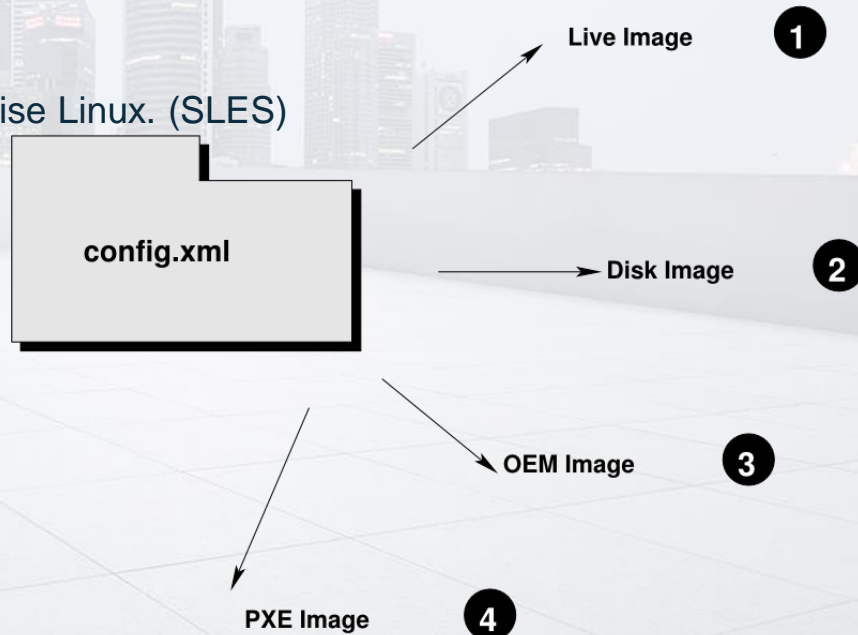 Live Image 1
ise Linux. (SLES)
config.xml
Disk Image 2
OEM Image 3
PXE Image 4